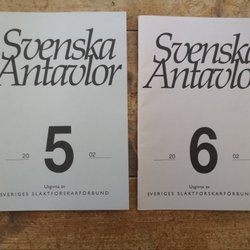 Svenska
Antavlor
20 5 02
Utgivna av
SVERIGES SLÄKTFORSKARFÖRBUND
Svenska
Antavlor
20 6 02
Utgivna av
SVERIGES SLÄKTFORSKARFÖRBUND